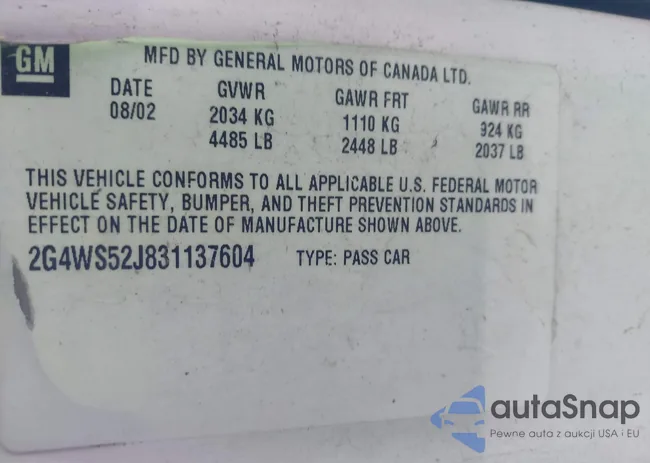 GM
MFD BY GENERAL MOTORS OF CANADA LTD.
DATE GVWR GAWR FRT GAWR RR
08/02 2034 KG 1110 KG 924 KG
4485 LB 2448 LB 2037 LB
THIS VEHICLE CONFORMS TO ALL APPLICABLE U.S. FEDERAL MOTOR
VEHICLE SAFETY, BUMPER, AND THEFT PREVENTION STANDARDS IN
EFFECT ON THE DATE OF MANUFACTURE SHOWN ABOVE.
2G4WS52J831137604 TYPE: PASS CAR
autaSnap
Pewne auta z aukcji USA i EU